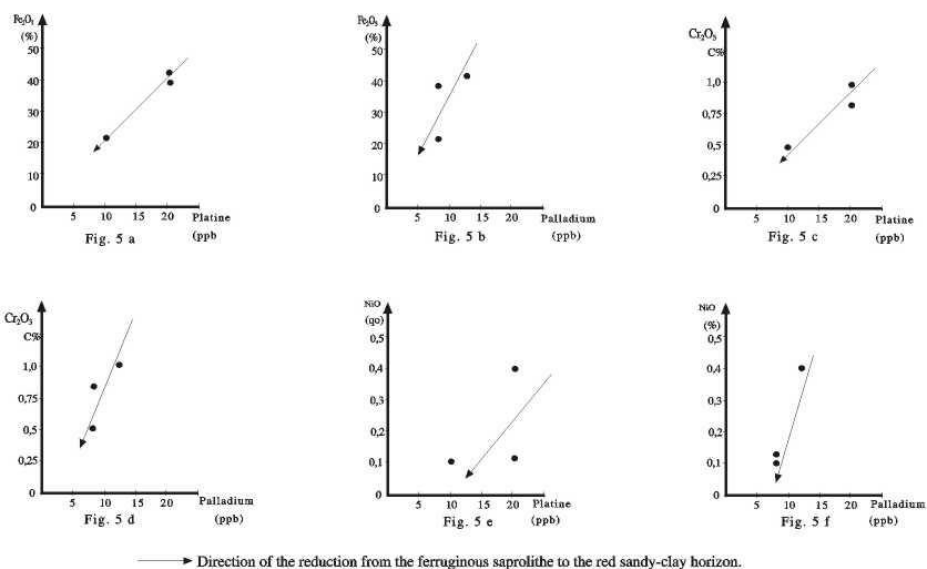 Fe₂O₃
(%)
50
40
30
20
10
0
5 10 15 20 Platine
(ppb
Fig. 5 a
Fe₂O₃
(%)
50
40
30
20
10
0
5 10 15 20 Palladium
(ppb)
Fig. 5 b
Cr₂O₃
C%
1,0
0,75
0,5
0,25
0
5 10 15 20 Platine
(ppb)
Fig. 5 c
Cr₂O₃
C%
1,0
0,75
0,5
0,25
0
5 10 15 20 Palladium
(ppb)
Fig. 5 d
NiO
(qo)
0,5
0,4
0,3
0,2
0,1
0
5 10 15 20 Platine
(ppb)
Fig. 5 e
NiO
(%)
0,5
0,4
0,3
0,2
0,1
0
5 10 15 20 Palladium
(ppb)
Fig. 5 f
Direction of the reduction from the ferruginous saprolithe to the red sandy-clay horizon.